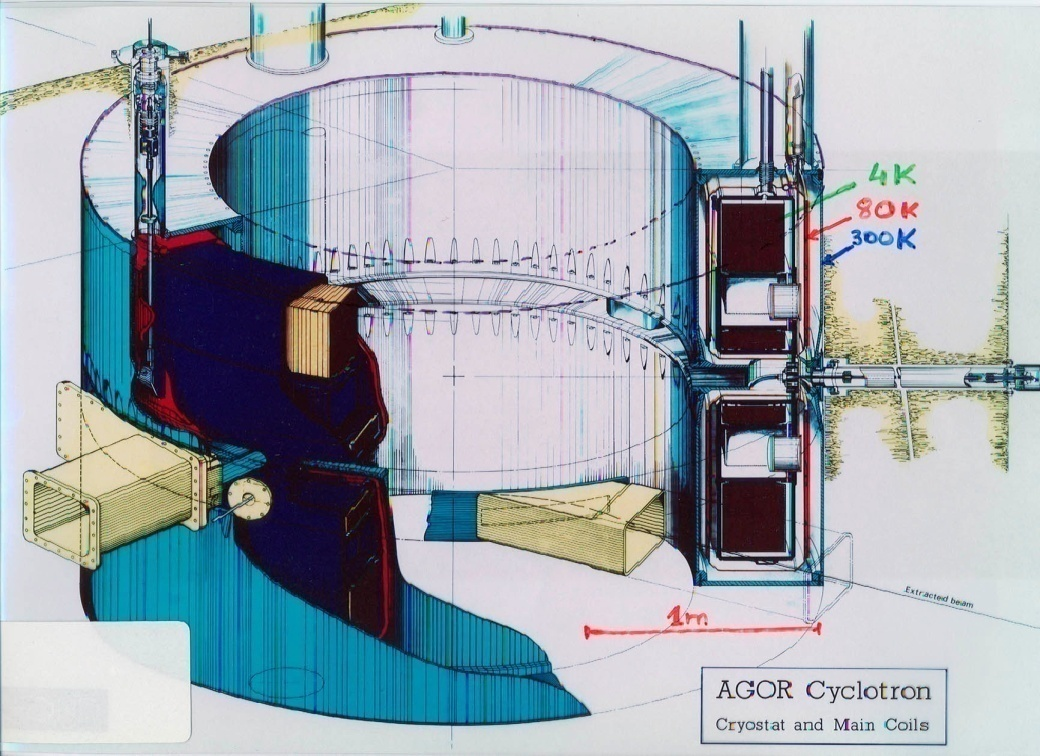 4K
80K
300K
Extracted beam
1m
AGOR Cyclotron
Cryostat and Main Coils